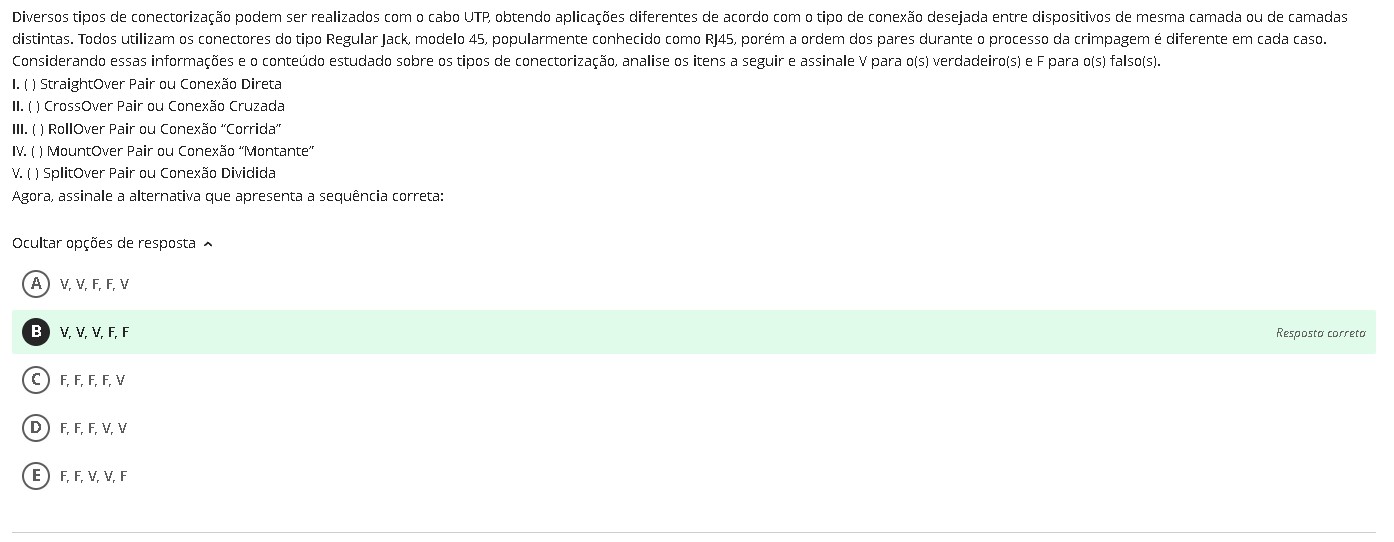 Diversos tipos de conectorização podem ser realizados com o cabo UTP, obtendo aplicações diferentes de acordo com o tipo de conexão desejada entre dispositivos de mesma camada ou de camadas
distintas. Todos utilizam os conectores do tipo Regular Jack, modelo 45, popularmente conhecido como RJ45, porém a ordem dos pares durante o processo da crimpagem é diferente em cada caso.
Considerando essas informações e o conteúdo estudado sobre os tipos de conectorização, analise os itens a seguir e assinale V para o(s) verdadeiro(s) e F para o(s) falso(s).
I. ( ) StraightOver Pair ou Conexão Direta
II. ( ) CrossOver Pair ou Conexão Cruzada
III. ( ) RollOver Pair ou Conexão “Corrida”
IV. ( ) MountOver Pair ou Conexão “Montante”
V. ( ) SplitOver Pair ou Conexão Dividida
Agora, assinale a alternativa que apresenta a sequência correta:
Ocultar opções de resposta
A V, V, F, F, V
B V, V, V, F, F Resposta correta
C F, F, F, F, V
D F, F, F, V, V
E F, F, V, V, F